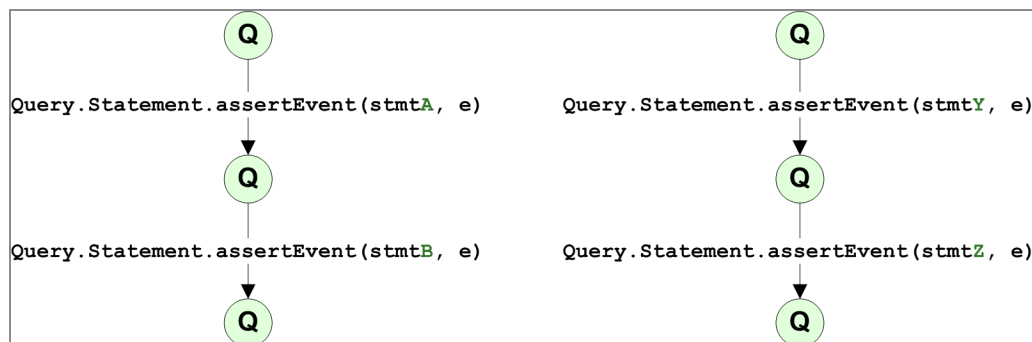 Q Q
Query.Statement.assertEvent(stmtA, e) Query.Statement.assertEvent(stmtY, e)
Q Q
Query.Statement.assertEvent(stmtB, e) Query.Statement.assertEvent(stmtZ, e)
Q Q